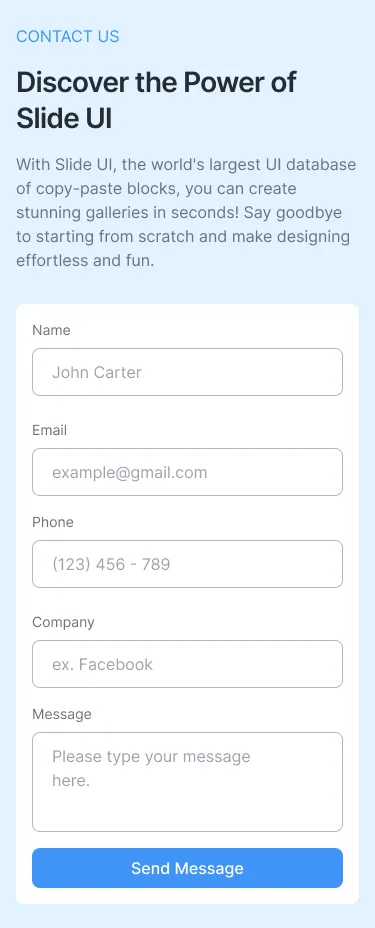 CONTACT US
Discover the Power of
Slide UI
With Slide UI, the world's largest UI database
of copy-paste blocks, you can create
stunning galleries in seconds! Say goodbye
to starting from scratch and make designing
effortless and fun.
Name
John Carter
Email
example@gmail.com
Phone
(123) 456 - 789
Company
ex. Facebook
Message
Please type your message
here.
Send Message